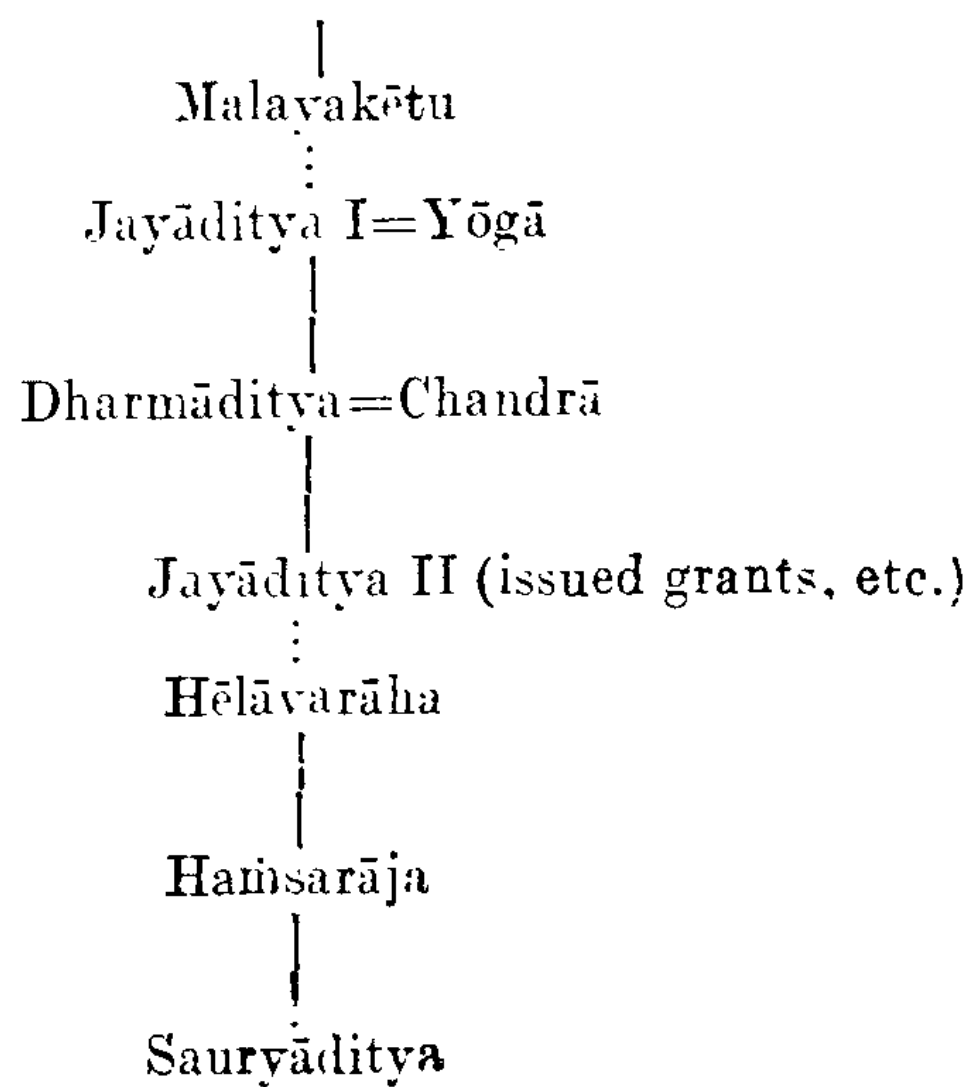 Malayakētu
Jayāditya I=Yōgā
Dharmāditya=Chandrā
Jayāditya II (issued grants, etc.)
Hēlāvarāha
Haṁsarāja
Sauryāditya